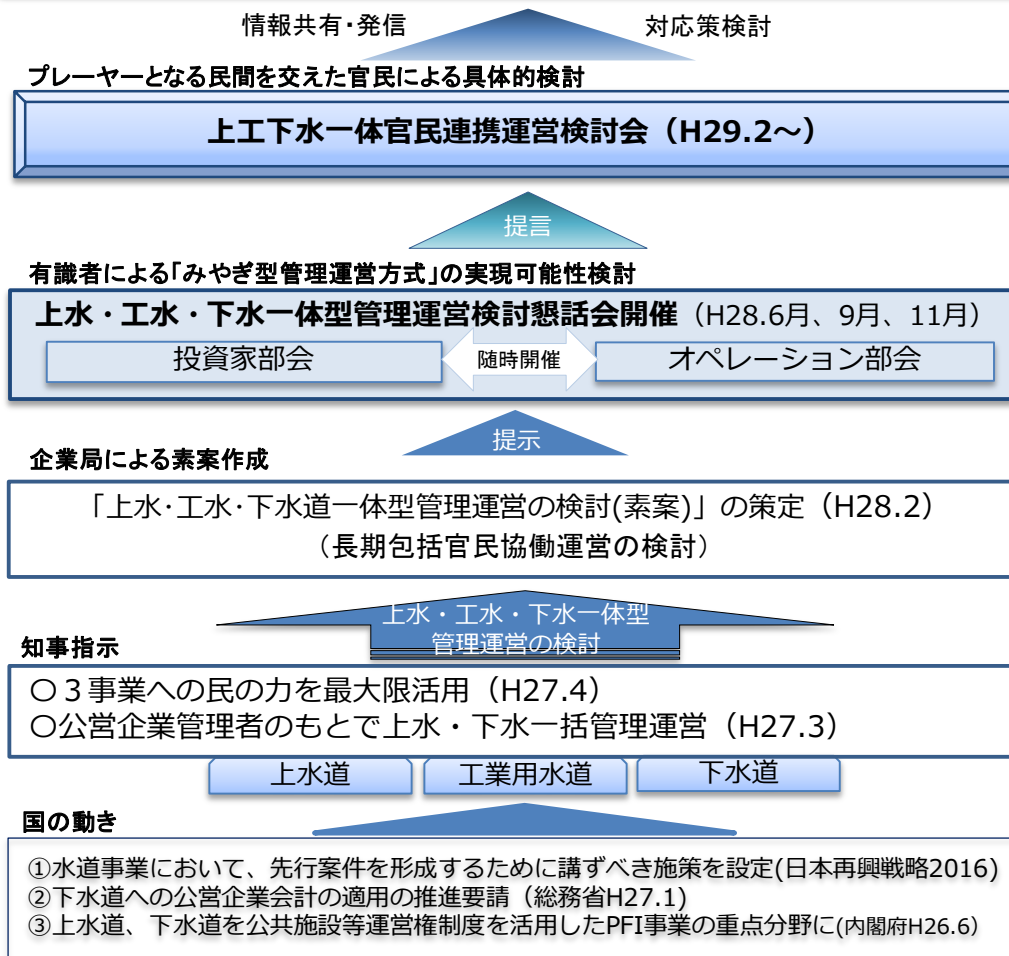 情報共有・発信
対応策検討
プレーヤーとなる民間を交えた官民による具体的検討
上工下水一体官民連携運営検討会（H29.2～）
提言
有識者による「みやぎ型管理運営方式」の実現可能性検討
上水・工水・下水一体型管理運営検討懇話会開催（H28.6月、9月、11月）
投資家部会
随時開催
オペレーション部会
提示
企業局による素案作成
「上水･工水･下水道一体型管理運営の検討(素案)」の策定（H28.2）
（長期包括官民協働運営の検討）
上水・工水・下水一体型
管理運営の検討
知事指示
〇３事業への民の力を最大限活用（H27.4）
〇公営企業管理者のもとで上水・下水一括管理運営（H27.3）
上水道
工業用水道
下水道
国の動き
①水道事業において、先行案件を形成するために講ずべき施策を設定(日本再興戦略2016)
②下水道への公営企業会計の適用の推進要請（総務省H27.1)
③上水道、下水道を公共施設等運営権制度を活用したPFI事業の重点分野に(内閣府H26.6）